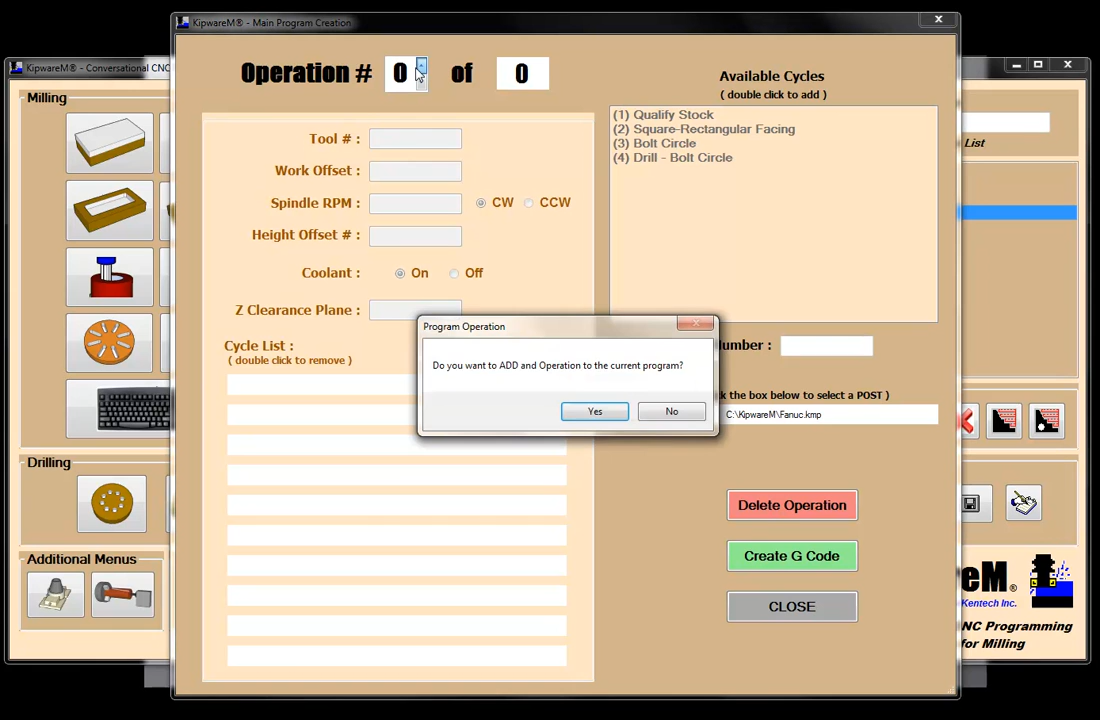 KipwareM® - Main Program Creation
KipwareM® - Conversational CNC
Operation # 0 of 0
Available Cycles
( double click to add )
(1) Qualify Stock
(2) Square-Rectangular Facing
(3) Bolt Circle
(4) Drill - Bolt Circle
Tool # :
Work Offset :
Spindle RPM :
CW
CCW
Height Offset # :
Coolant :
On
Off
Z Clearance Plane :
Cycle List :
( double click to remove )
Program Operation
Do you want to ADD and Operation to the current program?
Yes
No
umber :
k the box below to select a POST )
C:\KipwareM\Fanuc.kmp
Delete Operation
Create G Code
CLOSE
Milling
Drilling
Additional Menus
List
eM®
Kentech Inc.
NC Programming
for Milling